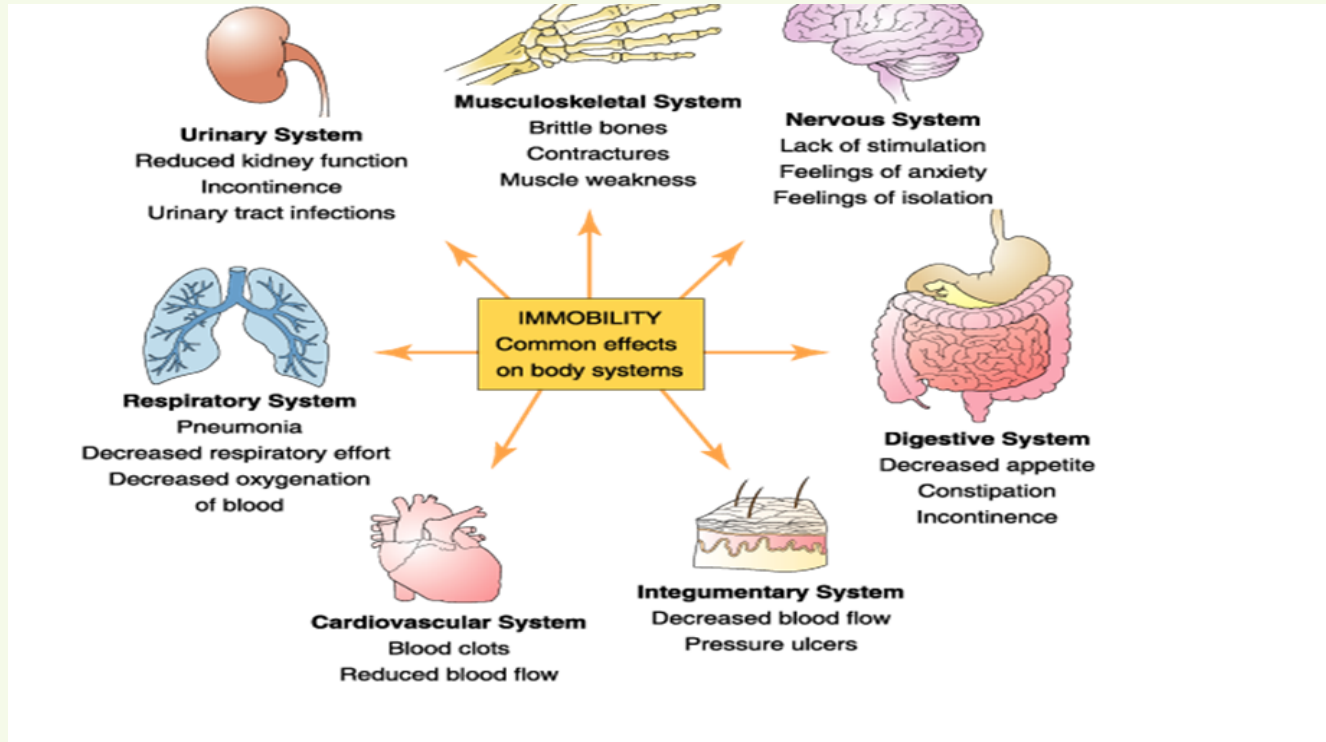 Urinary System
Reduced kidney function
Incontinence
Urinary tract infections
Musculoskeletal System
Brittle bones
Contractures
Muscle weakness
Nervous System
Lack of stimulation
Feelings of anxiety
Feelings of isolation
IMMOBILITY
Common effects
on body systems
Respiratory System
Pneumonia
Decreased respiratory effort
Decreased oxygenation
of blood
Digestive System
Decreased appetite
Constipation
Incontinence
Cardiovascular System
Blood clots
Reduced blood flow
Integumentary System
Decreased blood flow
Pressure ulcers